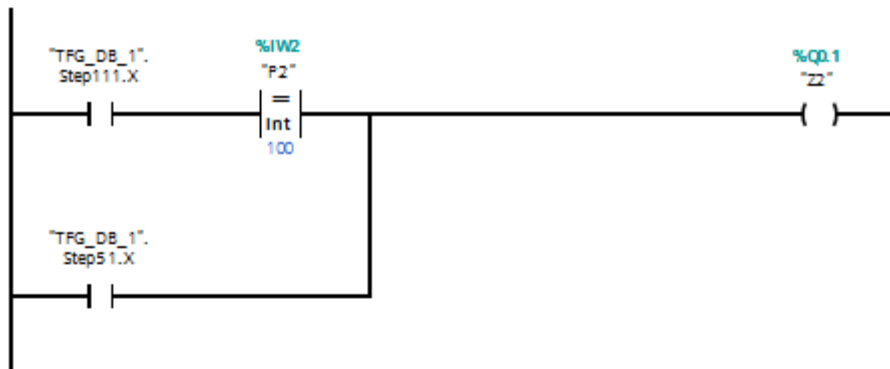 "TFG_DB_1".
Step111.X
%IW2
"P2"
=
Int
100
%Q0.1
"Z2"
"TFG_DB_1".
Step51.X